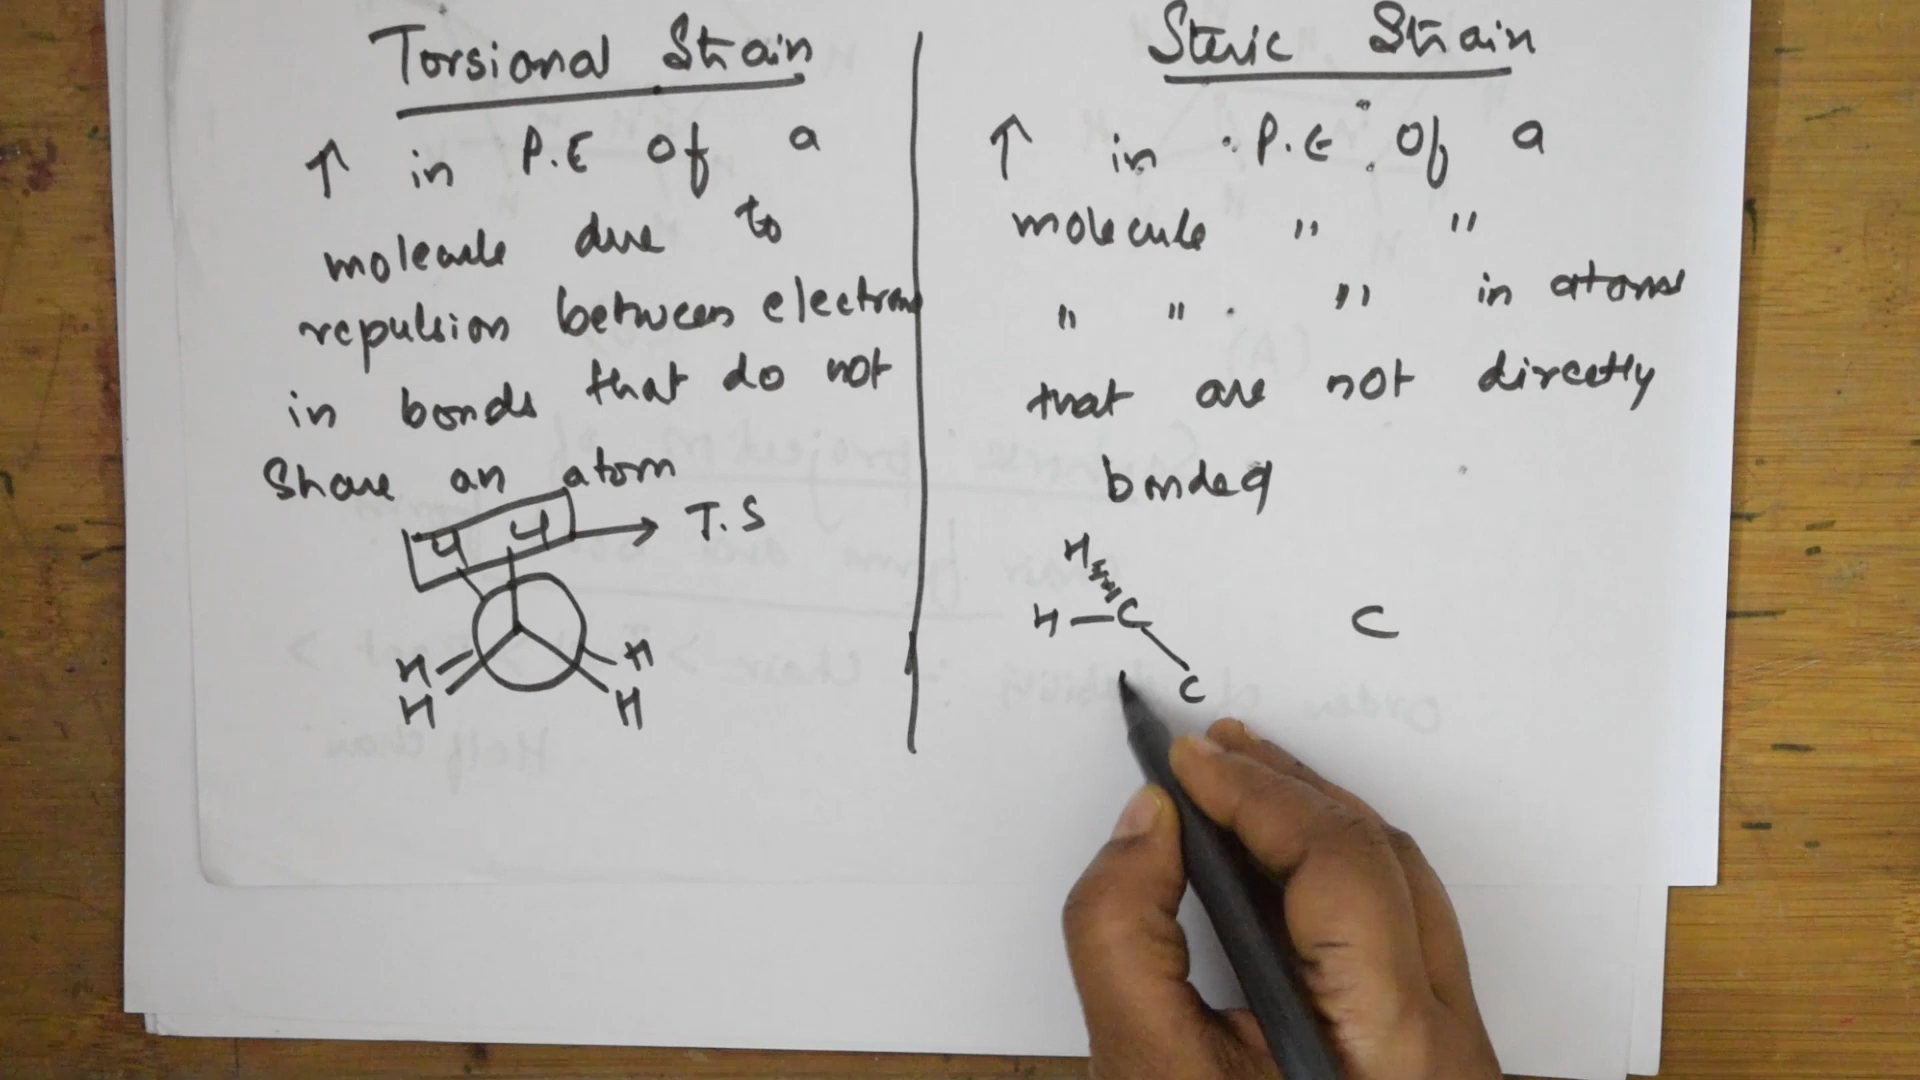 Torsional Strain
↑ in P.E of a
molecule due to
repulsion between electrons
in bonds that do not
Share an atom
H H → T.S
H H
H H
Steric Strain
↑ in P.E of a
molecule " "
" " " in atoms
that are not directly
bonded
H
H C C
C